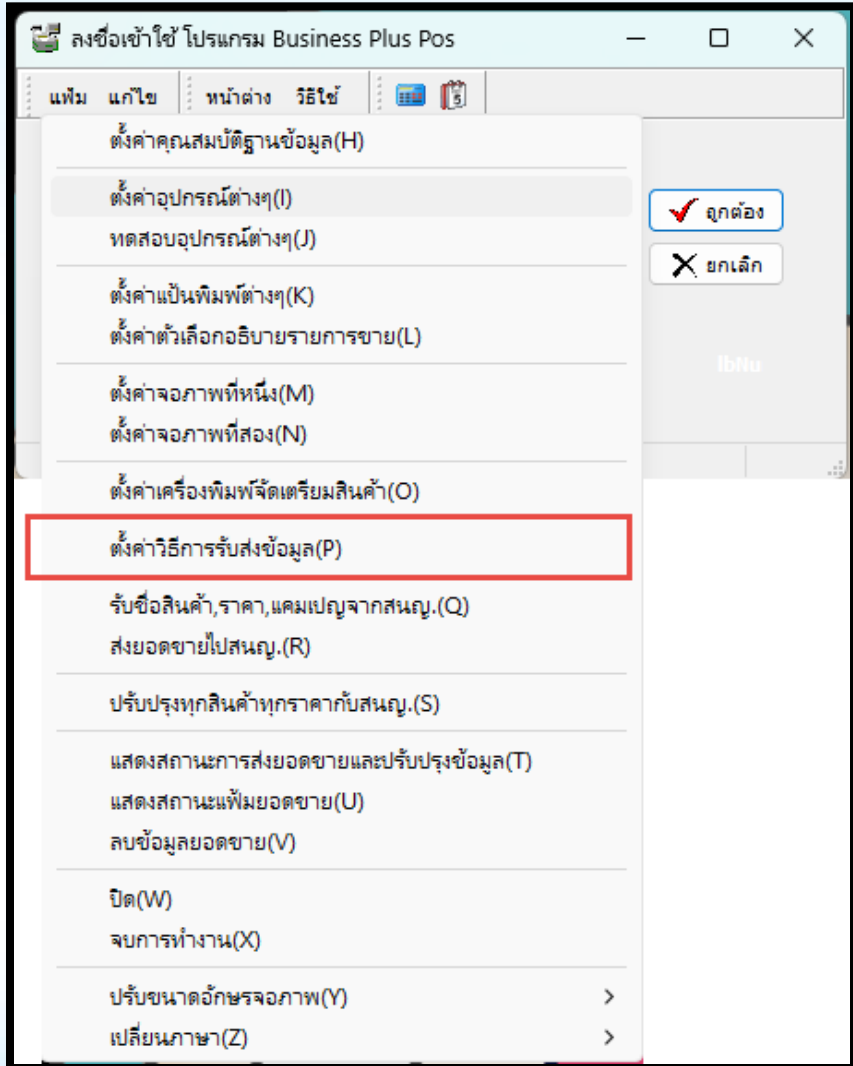 ลงชื่อเข้าใช้ โปรแกรม Business Plus Pos
แฟ้ม แก้ไข หน้าต่าง วิธีใช้
ตั้งค่าคุณสมบัติฐานข้อมูล(H)
ตั้งค่าอุปกรณ์ต่างๆ(I)
ถูกต้อง
ทดสอบอุปกรณ์ต่างๆ(J)
ยกเลิก
ตั้งค่าแป้นพิมพ์ต่างๆ(K)
ตั้งค่าตัวเลือกอธิบายรายการขาย(L)
lbNu
ตั้งค่าจอภาพที่หนึ่ง(M)
ตั้งค่าจอภาพที่สอง(N)
ตั้งค่าเครื่องพิมพ์จัดเตรียมสินค้า(O)
ตั้งค่าวิธีการรับส่งข้อมูล(P)
รับชื่อสินค้า,ราคา,แคมเปญจากสนญ.(Q)
ส่งยอดขายไปสนญ.(R)
ปรับปรุงทุกสินค้าทุกราคากับสนญ.(S)
แสดงสถานะการส่งยอดขายและปรับปรุงข้อมูล(T)
แสดงสถานะแฟ้มยอดขาย(U)
ลบข้อมูลยอดขาย(V)
ปิด(W)
จบการทำงาน(X)
ปรับขนาดอักษรจอภาพ(Y)
เปลี่ยนภาษา(Z)